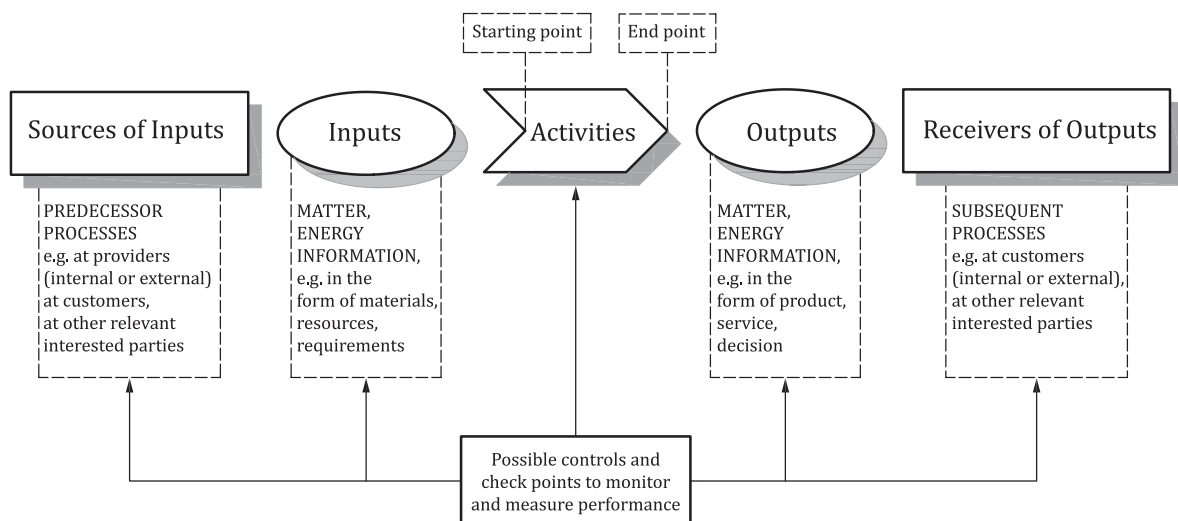 Starting point
End point
Sources of Inputs
Inputs
Activities
Outputs
Receivers of Outputs
PREDECESSOR
PROCESSES
e.g. at providers
(internal or external)
at customers,
at other relevant
interested parties
MATTER,
ENERGY
INFORMATION,
e.g. in the
form of materials,
resources,
requirements
MATTER,
ENERGY
INFORMATION,
e.g. in the
form of product,
service,
decision
SUBSEQUENT
PROCESSES
e.g. at customers
(internal or external),
at other relevant
interested parties
Possible controls and
check points to monitor
and measure performance